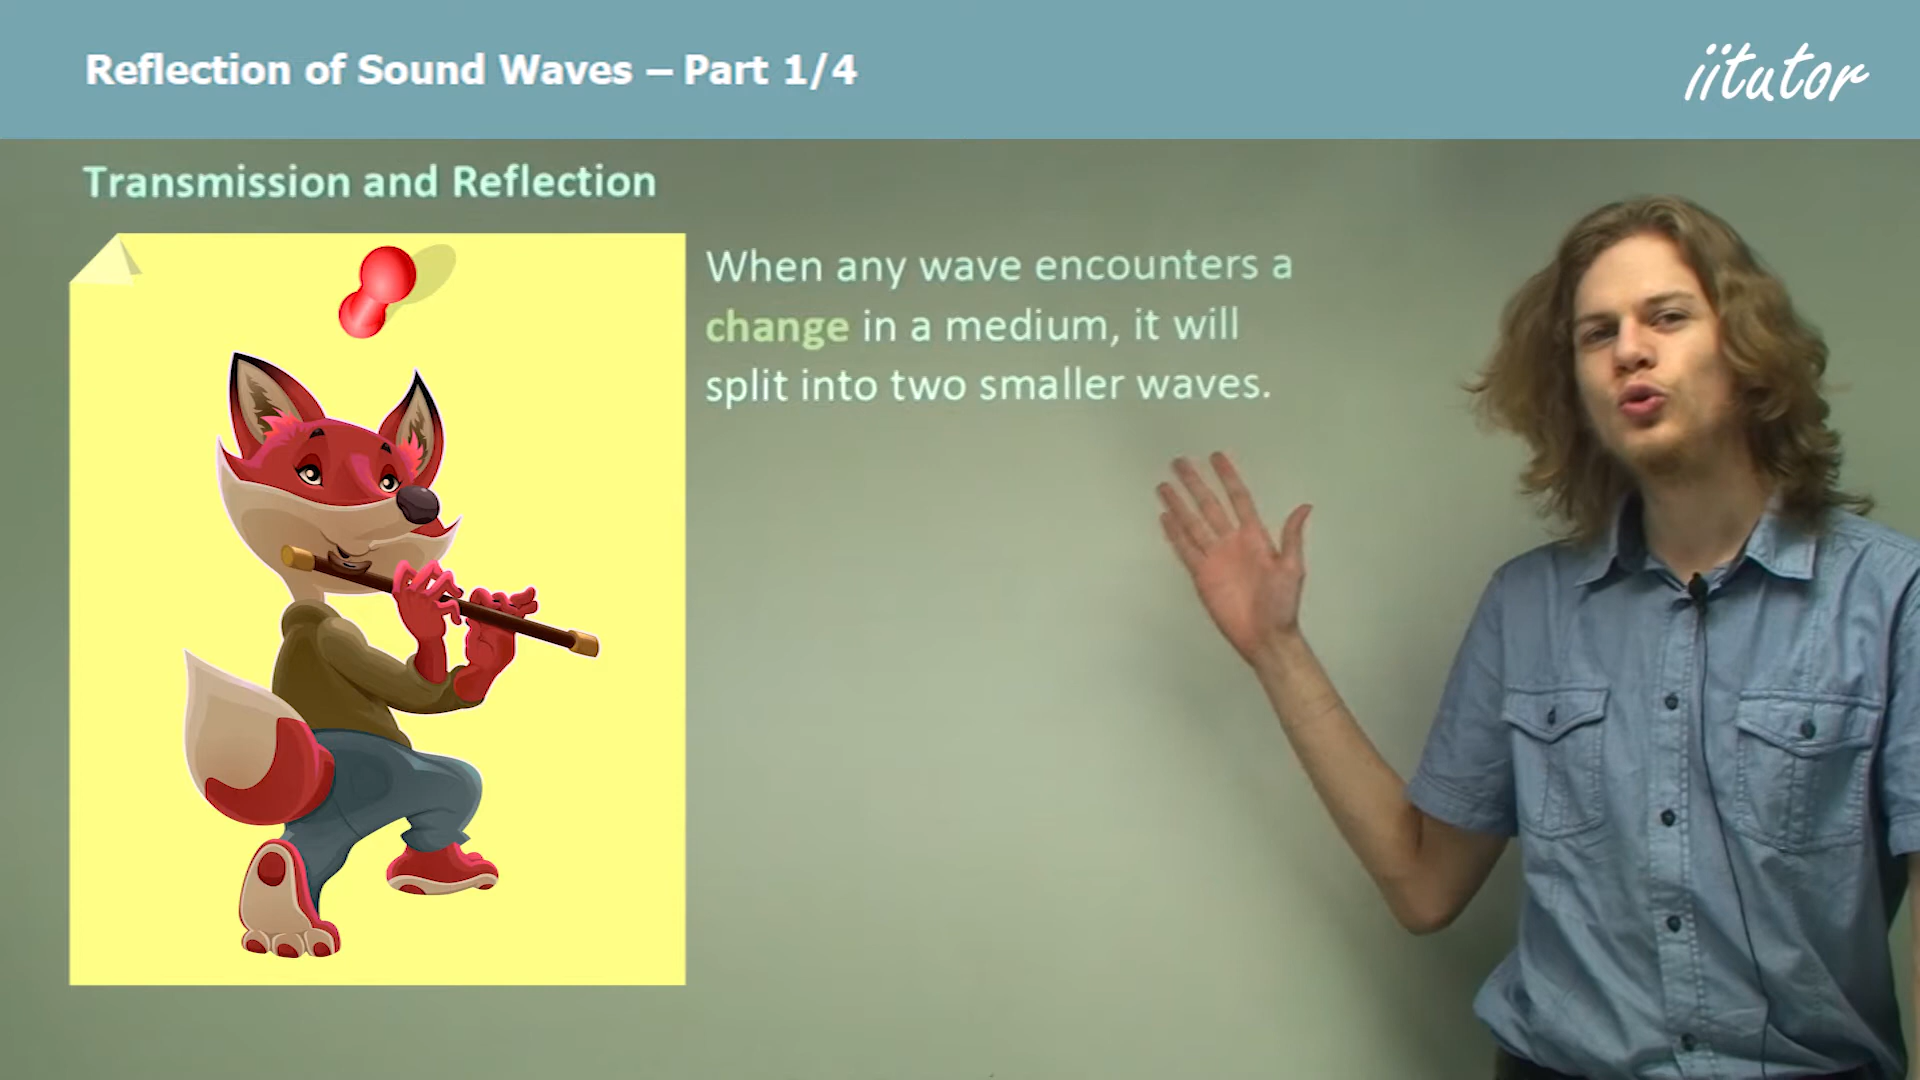 Reflection of Sound Waves – Part 1/4
iitutor
Transmission and Reflection
When any wave encounters a
change in a medium, it will
split into two smaller waves.